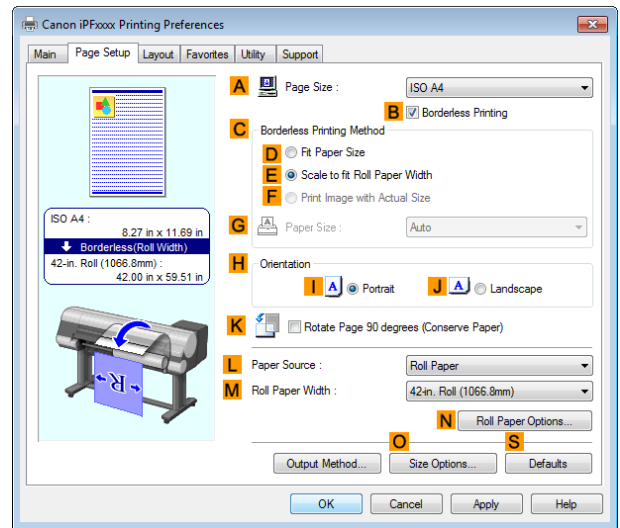 Canon iPFxxxx Printing Preferences
Main Page Setup Layout Favorites Utility Support
A Page Size : ISO A4
B Borderless Printing
C Borderless Printing Method
D Fit Paper Size
E Scale to fit Roll Paper Width
F Print Image with Actual Size
ISO A4 :
8.27 in x 11.69 in
Borderless(Roll Width)
42-in. Roll (1066.8mm) :
42.00 in x 59.51 in
G A Paper Size : Auto
H Orientation
I A Portrait J A Landscape
K Rotate Page 90 degrees (Conserve Paper)
R
L Paper Source : Roll Paper
M Roll Paper Width : 42-in. Roll (1066.8mm)
N Roll Paper Options...
O S
Output Method... Size Options... Defaults
OK Cancel Apply Help